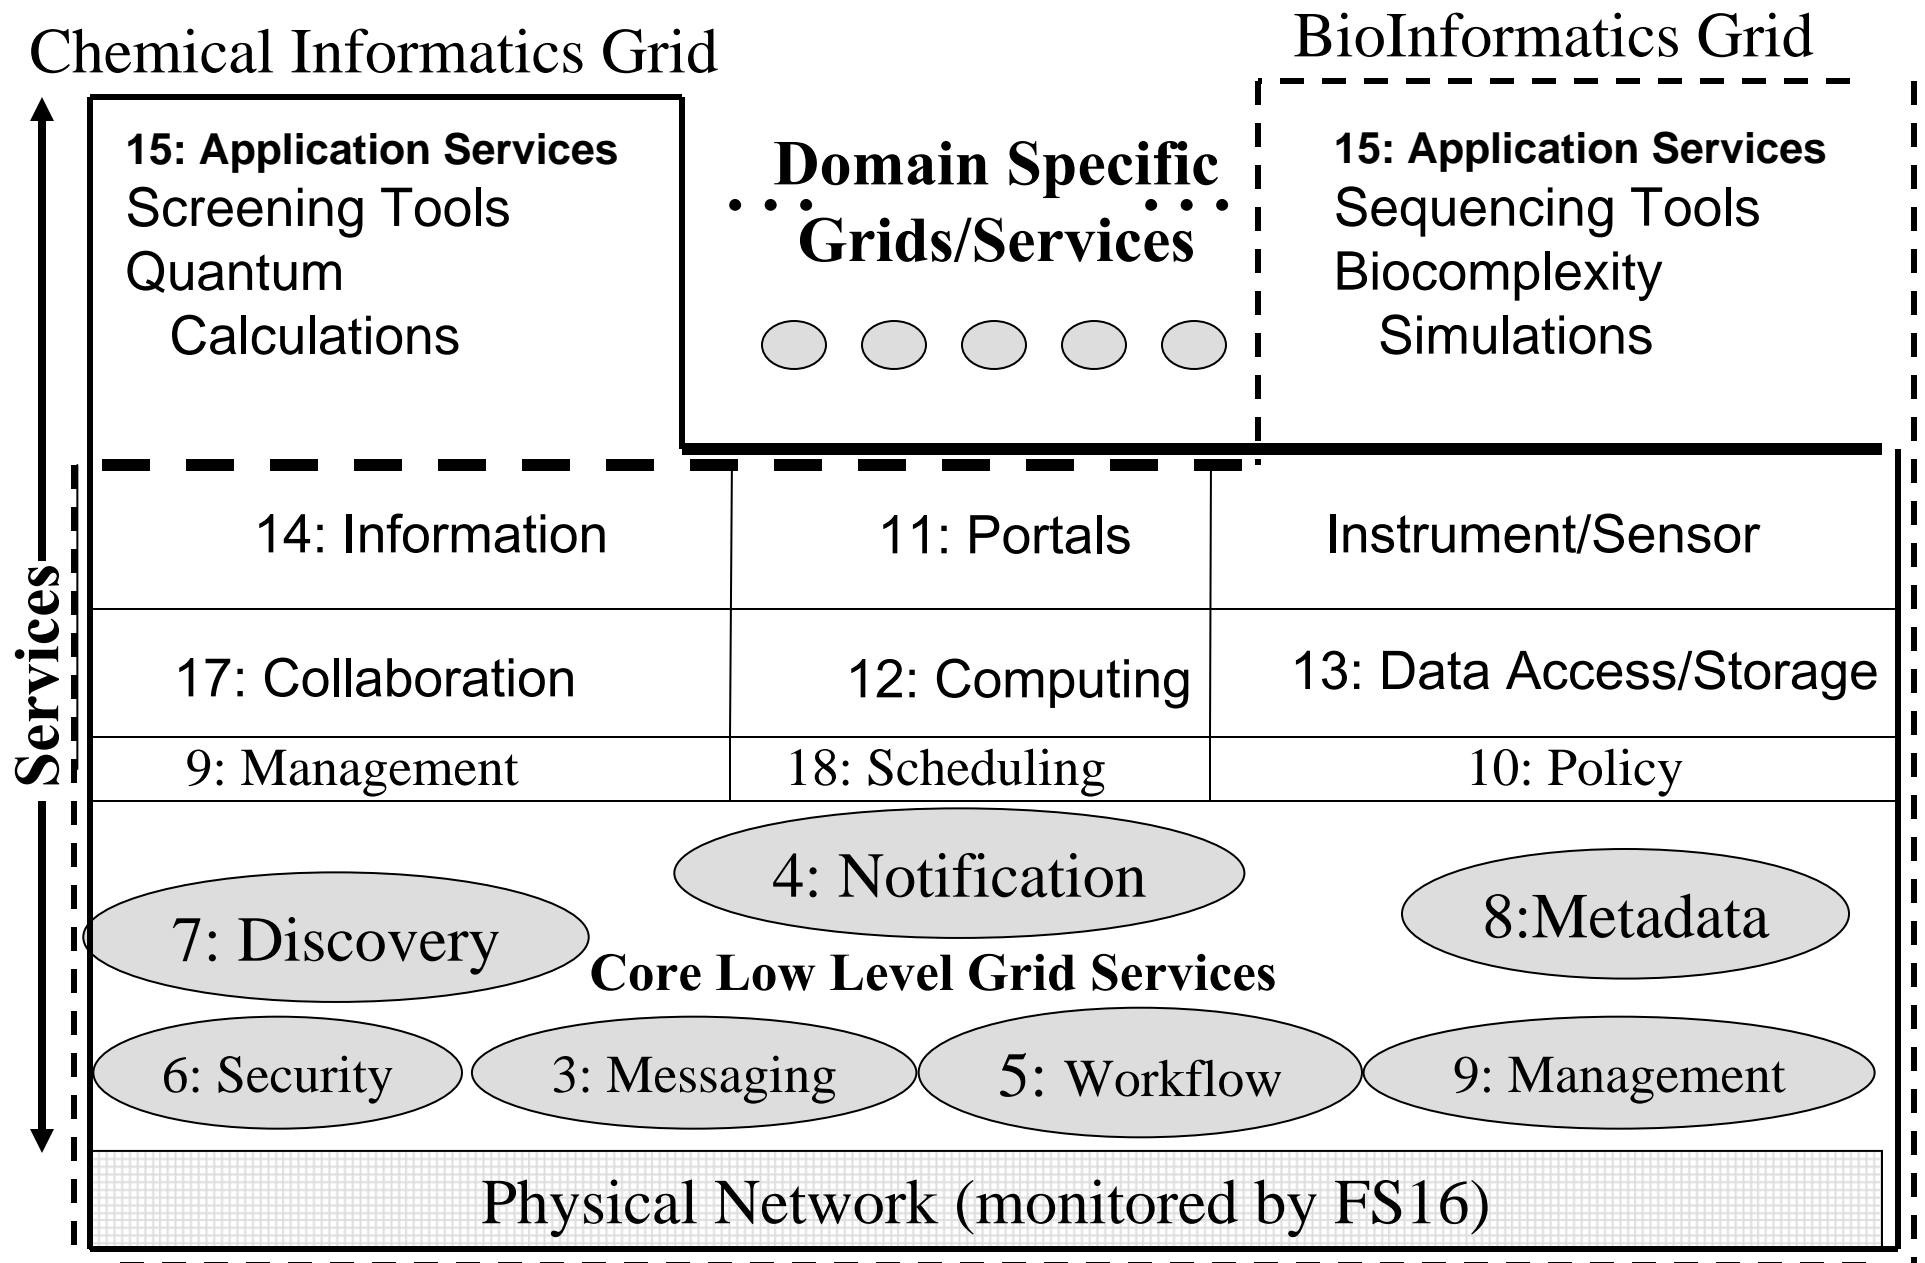 Chemical Informatics Grid
BioInformatics Grid
15: Application Services
Screening Tools
Quantum
Calculations
Domain Specific
Grids/Services
15: Application Services
Sequencing Tools
Biocomplexity
Simulations
Services
14: Information
11: Portals
Instrument/Sensor
17: Collaboration
12: Computing
13: Data Access/Storage
9: Management
18: Scheduling
10: Policy
4: Notification
7: Discovery
8:Metadata
Core Low Level Grid Services
6: Security
3: Messaging
5: Workflow
9: Management
Physical Network (monitored by FS16)